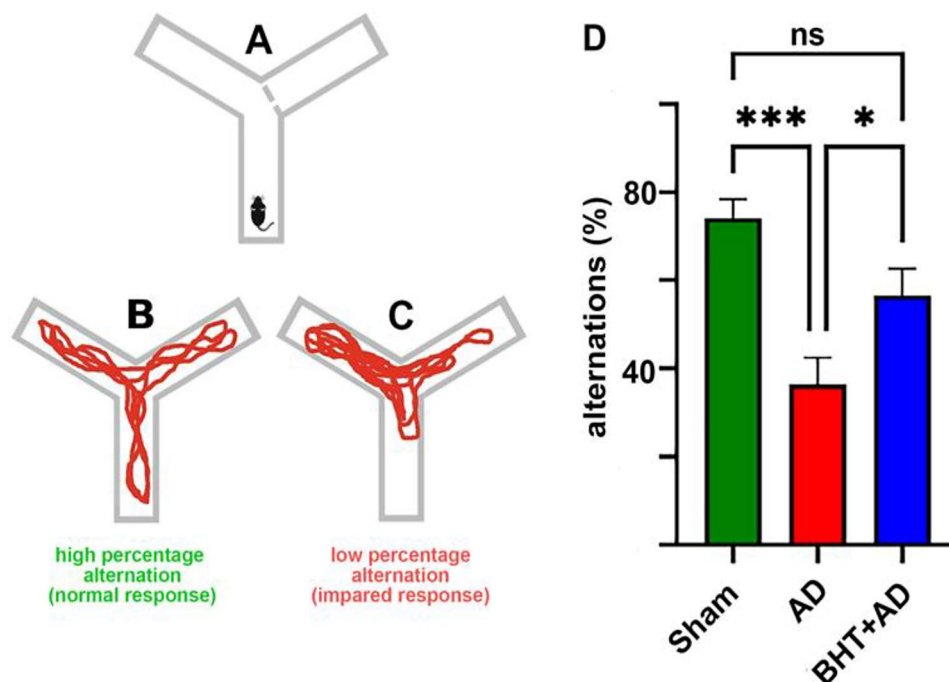 A
B
C
high percentage
alternation
(normal response)
low percentage
alternation
(impared response)
D
ns
***
*
alternations (%)
80
40
Sham
AD
BHT+AD